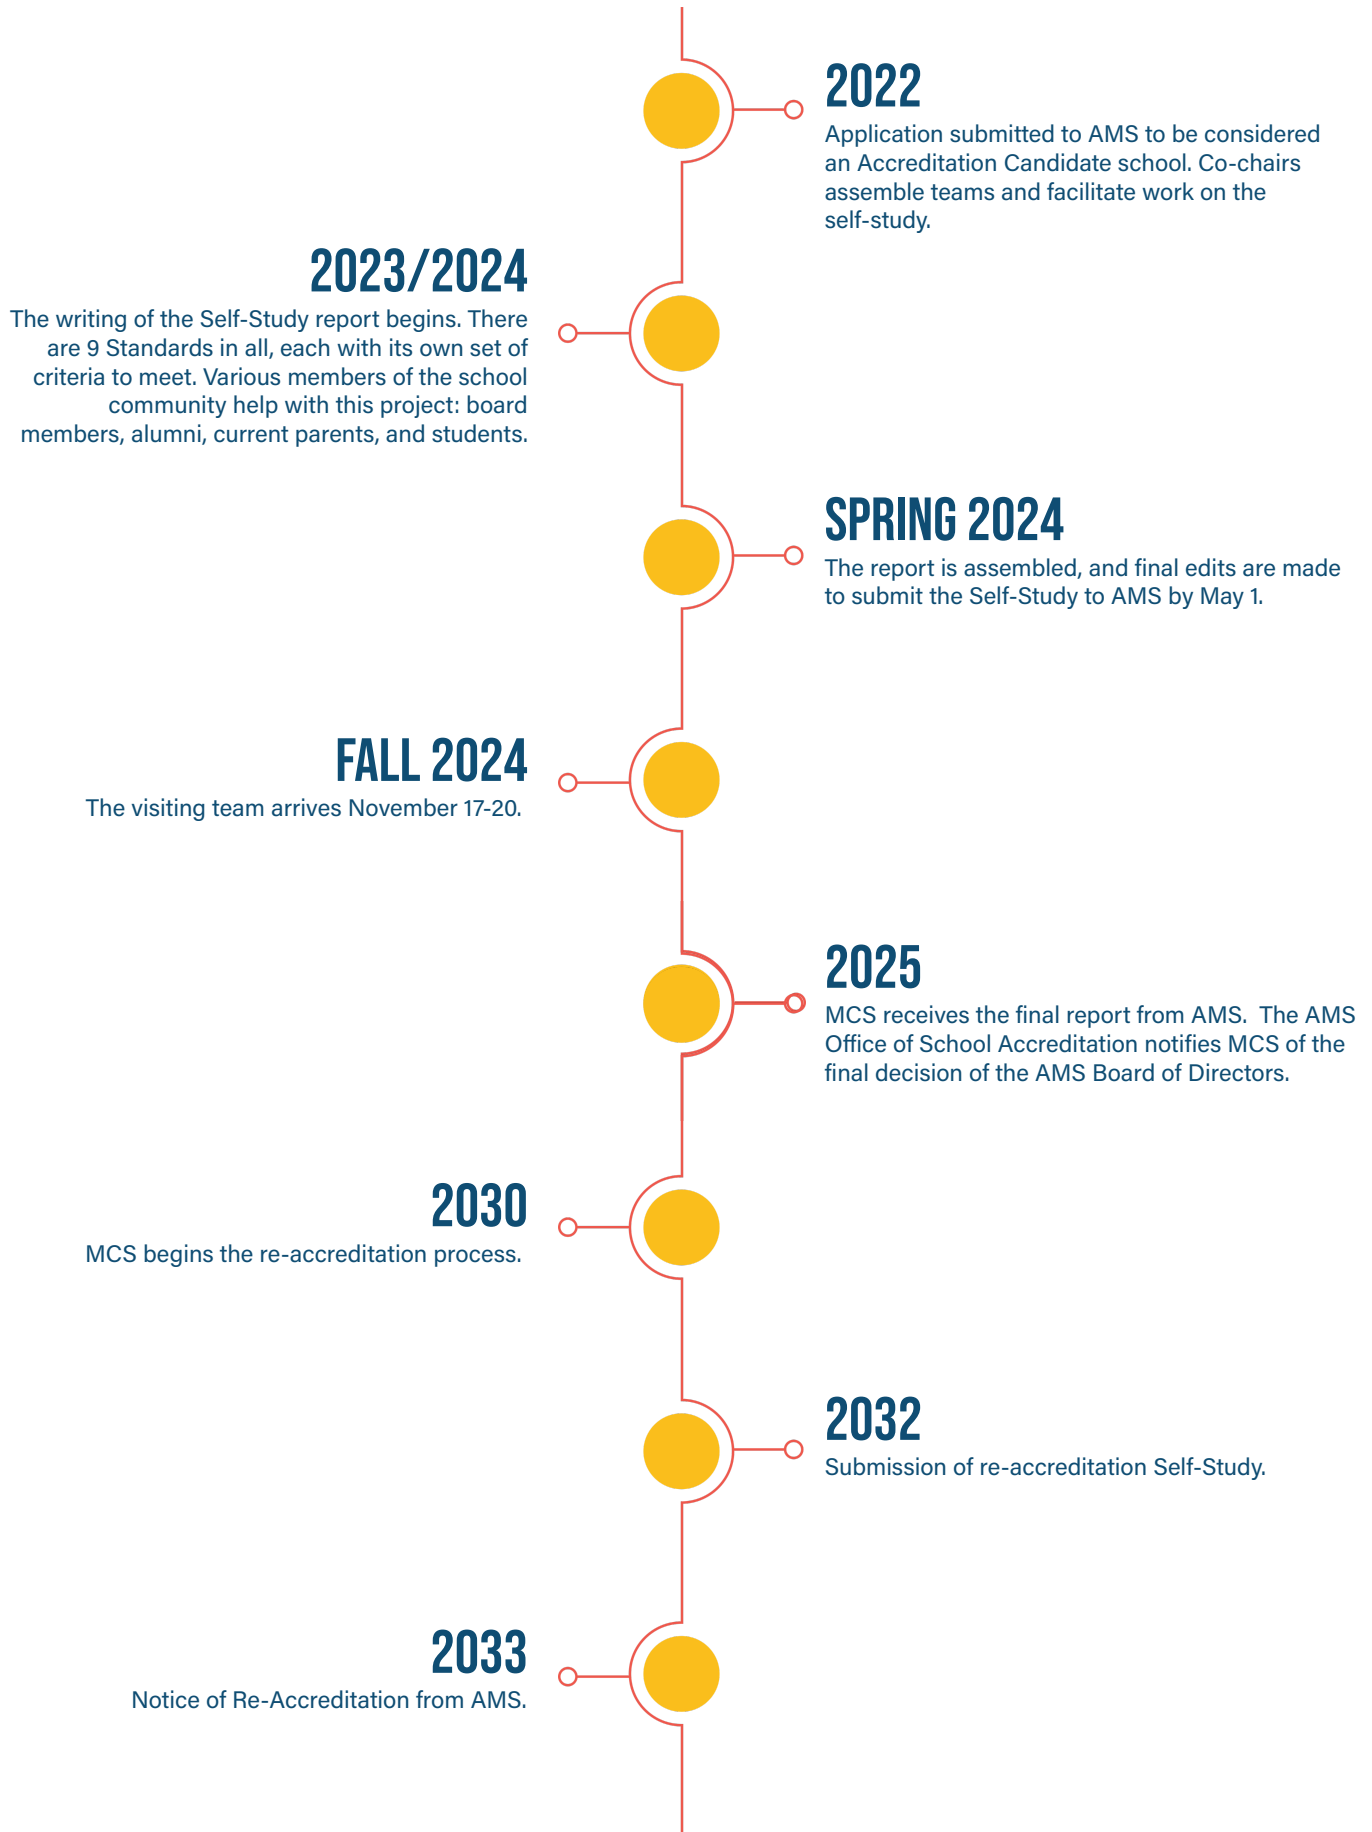 2022
Application submitted to AMS to be considered
an Accreditation Candidate school. Co-chairs
assemble teams and facilitate work on the
self-study.
2023/2024
The writing of the Self-Study report begins. There
are 9 Standards in all, each with its own set of
criteria to meet. Various members of the school
community help with this project: board
members, alumni, current parents, and students.
SPRING 2024
The report is assembled, and final edits are made
to submit the Self-Study to AMS by May 1.
FALL 2024
The visiting team arrives November 17-20.
2025
MCS receives the final report from AMS.  The AMS
Office of School Accreditation notifies MCS of the
final decision of the AMS Board of Directors.
2030
MCS begins the re-accreditation process.
2032
Submission of re-accreditation Self-Study.
2033
Notice of Re-Accreditation from AMS.